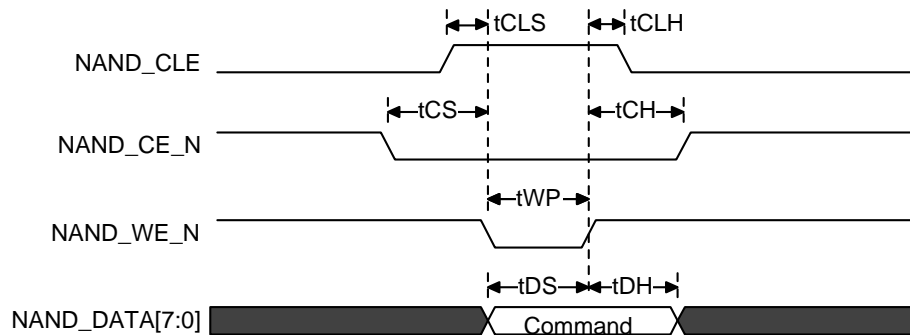 tCLS
tCLH
NAND_CLE
tCS
tCH
NAND_CE_N
tWP
NAND_WE_N
tDS
tDH
NAND_DATA[7:0]
Command